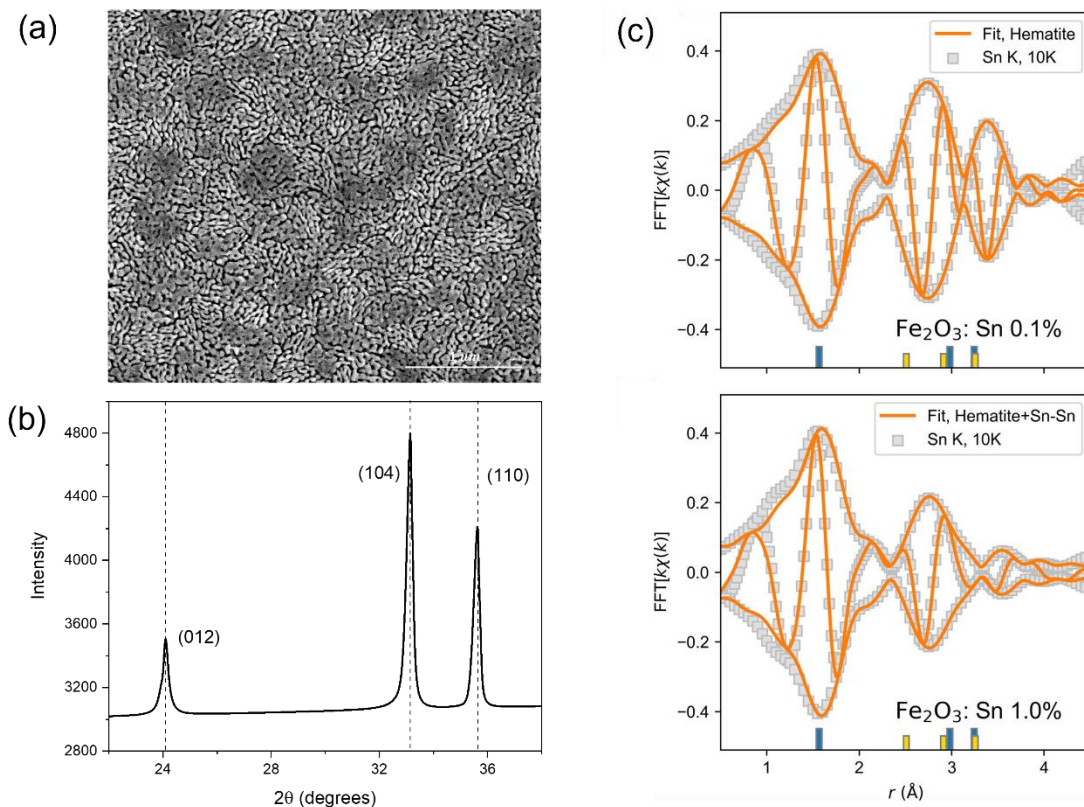 (a)
1um
(b)
4800
4400
4000
3600
3200
2800
Intensity
(012)
(104)
(110)
24
28
32
36
2θ (degrees)
(c)
0.4
0.2
0.0
−0.2
−0.4
FFT[kχ(k)]
Fit, Hematite
Sn K, 10K
Fe₂O₃: Sn 0.1%
0.4
0.2
0.0
−0.2
−0.4
FFT[kχ(k)]
Fit, Hematite+Sn-Sn
Sn K, 10K
Fe₂O₃: Sn 1.0%
1
2
3
4
r (Å)